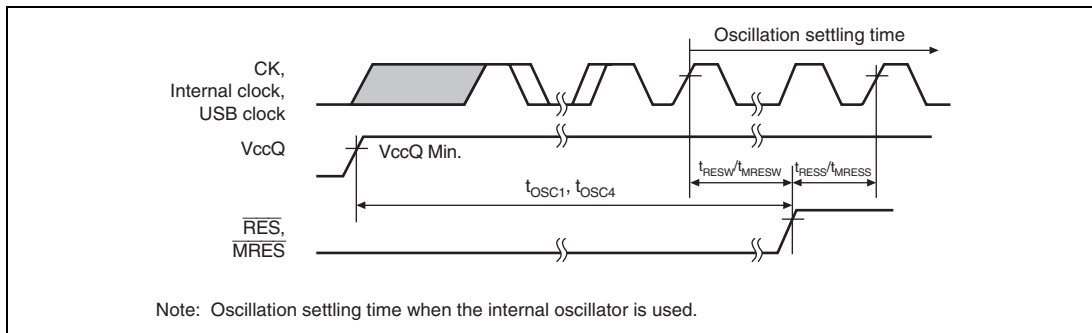 Oscillation settling time
CK,
Internal clock,
USB clock
VccQ
VccQ Min.
tRESW/tMRESW
tRESS/tMRESS
tOSC1, tOSC4
RES,
MRES
Note: Oscillation settling time when the internal oscillator is used.